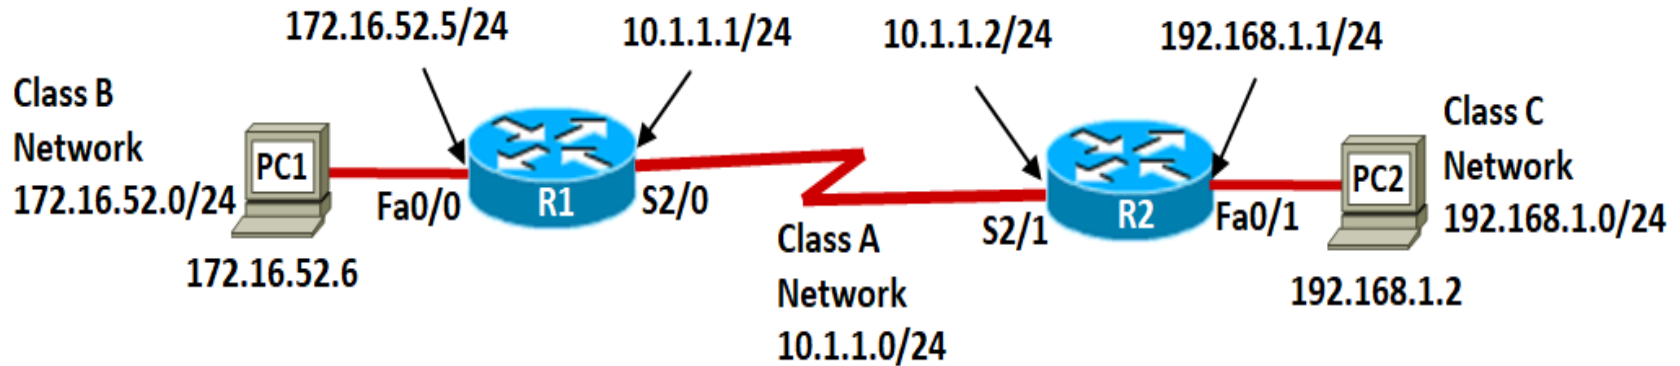 172.16.52.5/24
10.1.1.1/24
10.1.1.2/24
192.168.1.1/24
Class B
Network
172.16.52.0/24
PC1
172.16.52.6
Fa0/0
R1
S2/0
Class A
Network
10.1.1.0/24
S2/1
R2
Fa0/1
PC2
192.168.1.2
Class C
Network
192.168.1.0/24